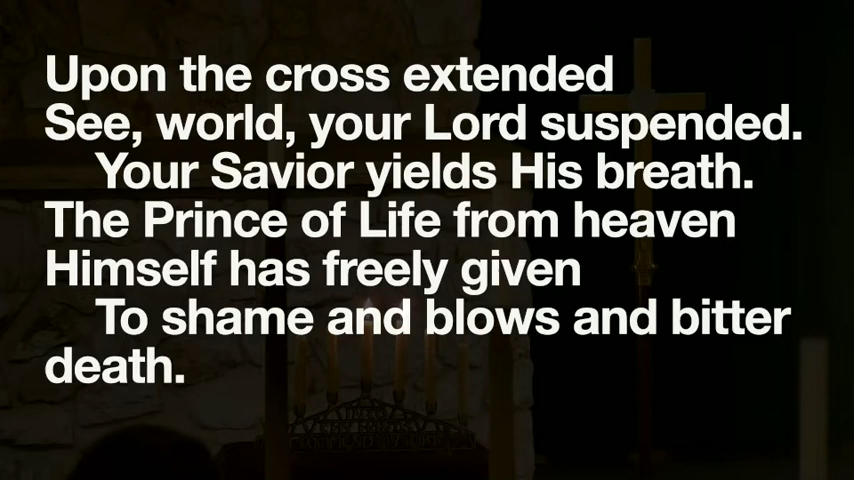 Upon the cross extended
See, world, your Lord suspended.
Your Savior yields His breath.
The Prince of Life from heaven
Himself has freely given
To shame and blows and bitter
death.